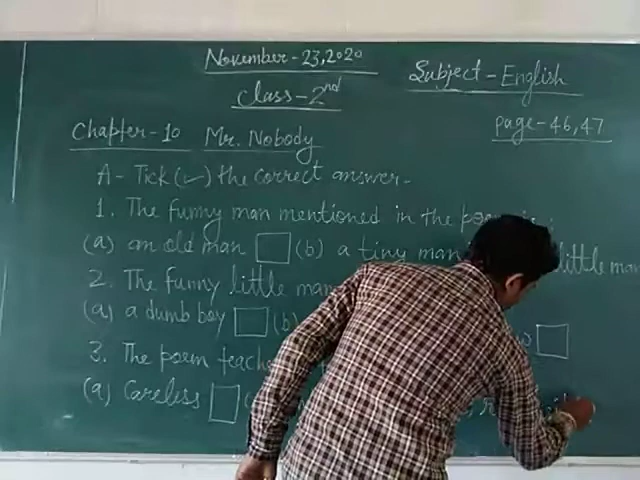 November-23,2020
Subject-English
Class-2nd
page-46,47
Chapter-10 Mr. Nobody
A- Tick (✓) the correct answer-
1. The funny man mentioned in the
(a) an old man (b) a tiny man little man
2. The funny little man
(a) a dumb boy (b)
3. The poem
(a) Careless